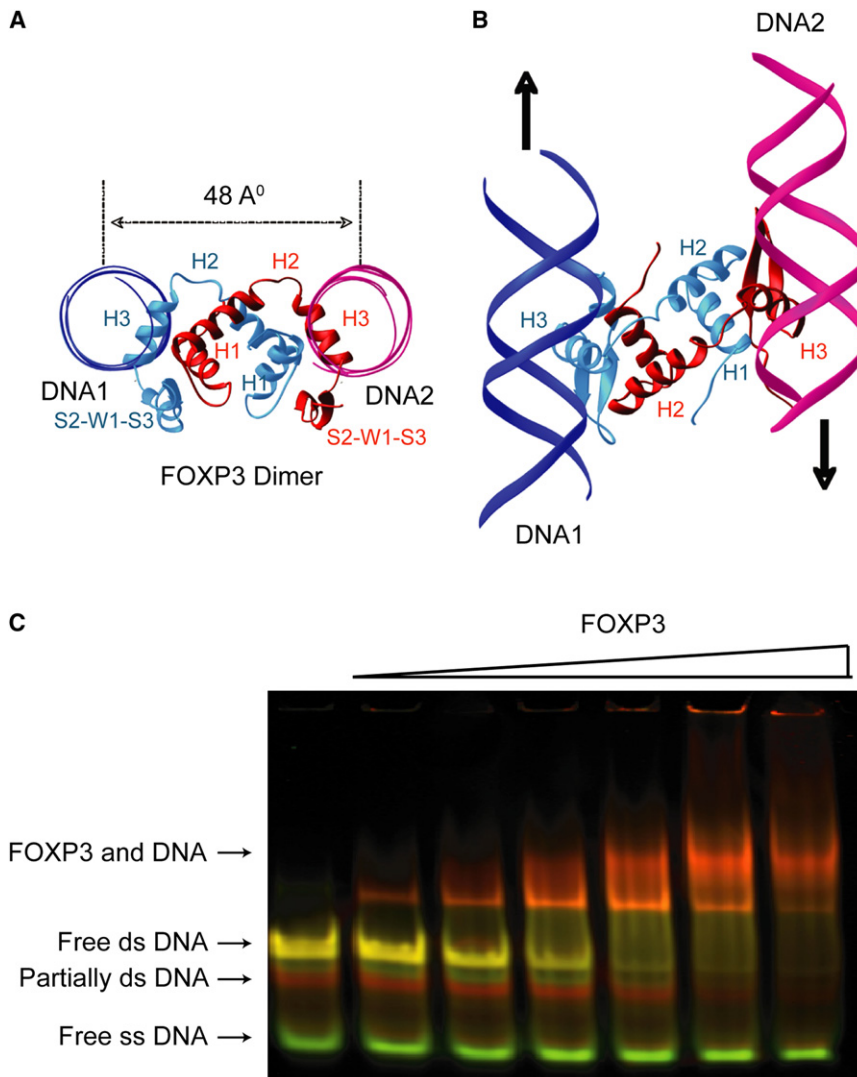 A
48 A⁰
H2
H2
H3
H1
H1
H3
DNA1
DNA2
S2-W1-S3
S2-W1-S3
FOXP3 Dimer
B
DNA2
H2
H3
H1
H3
H2
DNA1
C
FOXP3
FOXP3 and DNA
Free ds DNA
Partially ds DNA
Free ss DNA